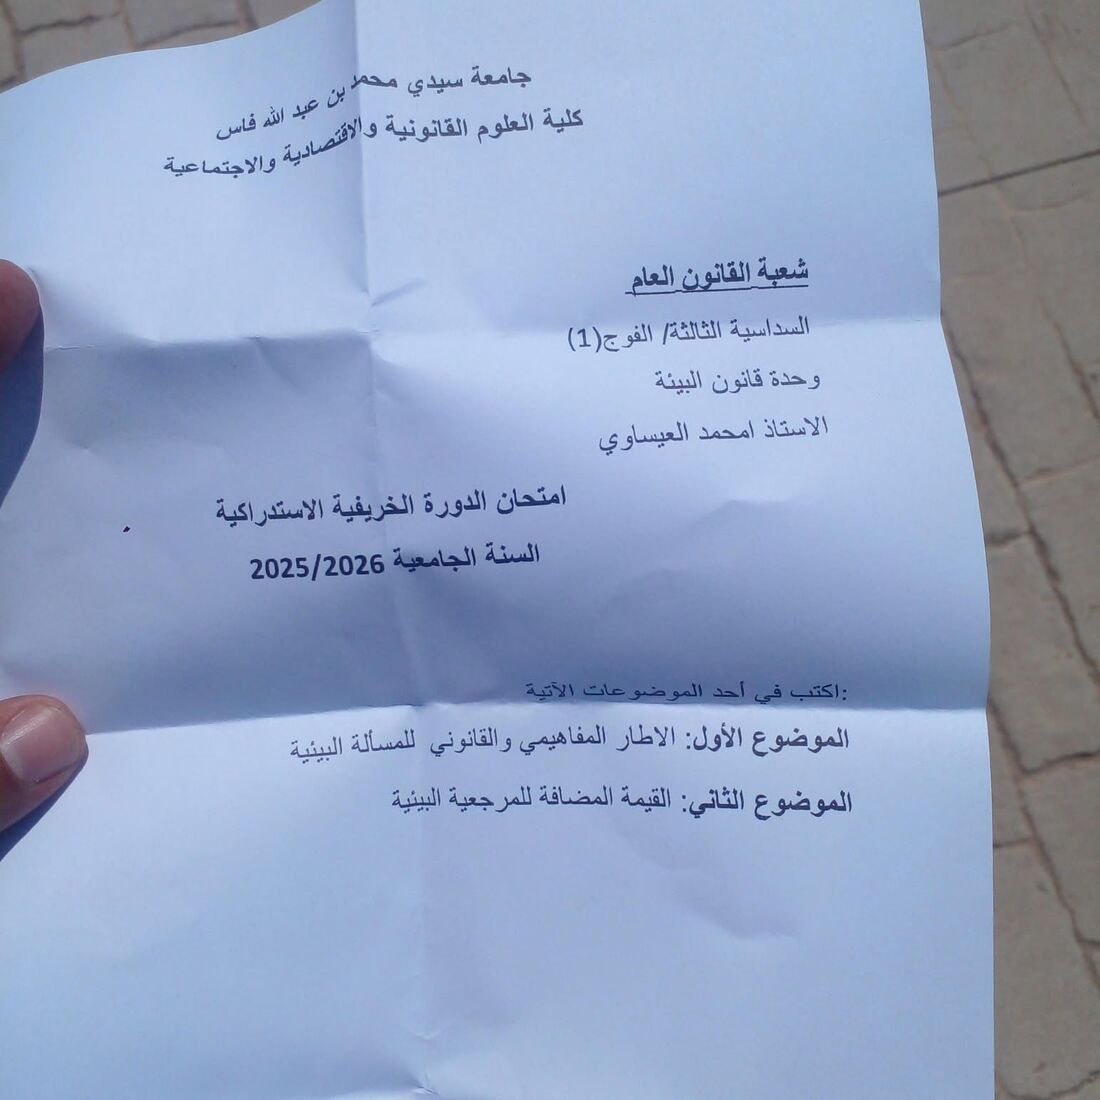 جامعة سيدي محمد بن عبد الله فاس
كلية العلوم القانونية والاقتصادية والاجتماعية
شعبة القانون العام
السداسية الثالثة/ الفوج(1)
وحدة قانون البيئة
الاستاذ امحمد العيساوي
امتحان الدورة الخريفية الاستدراكية
السنة الجامعية 2025/2026
اكتب في أحد الموضوعات الآتية:
الموضوع الأول: الاطار المفاهيمي والقانوني للمسألة البيئية
الموضوع الثاني: القيمة المضافة للمرجعية البيئية